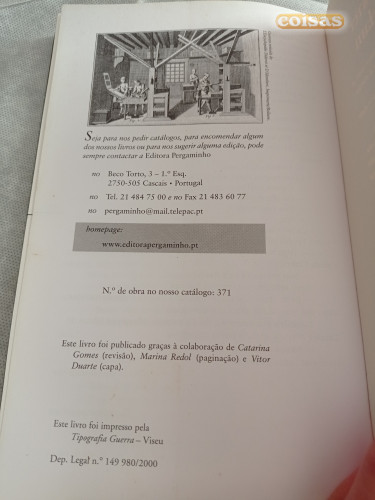 coisas
Seja para nos pedir catálogos, para encomendar algum
dos nossos livros ou para nos sugerir alguma edição, pode
sempre contactar a Editora Pergaminho
no Beco Torto, 3 – 1.º Esq.
2750-505 Cascais • Portugal
no Tel. 21 484 75 00 e no Fax 21 483 60 77
no pergaminho@mail.telepac.pt
homepage:
www.editorapergaminho.pt
N.º de obra no nosso catálogo: 371
Este livro foi publicado graças à colaboração de Catarina
Gomes (revisão), Marina Redol (paginação) e Vitor
Duarte (capa).
Este livro foi impresso pela
Tipografia Guerra – Viseu
Dep. Legal n.º 149 980/2000